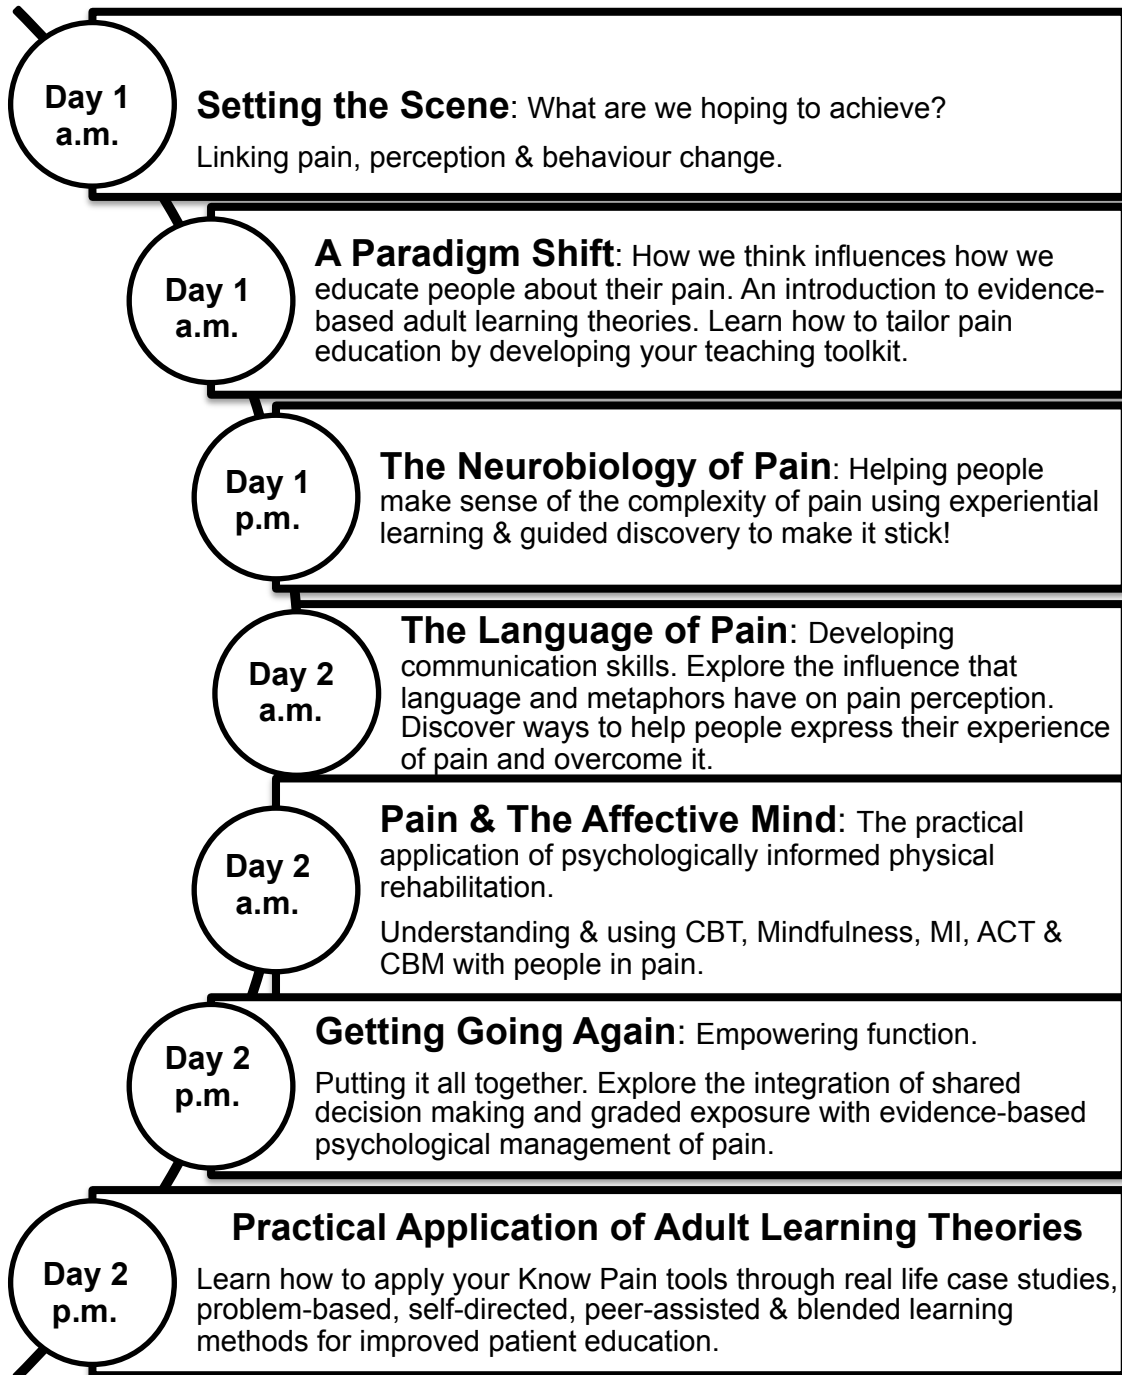 Day 1
a.m.
Setting the Scene: What are we hoping to achieve?
Linking pain, perception & behaviour change.
Day 1
a.m.
A Paradigm Shift: How we think influences how we
educate people about their pain. An introduction to evidence-
based adult learning theories. Learn how to tailor pain
education by developing your teaching toolkit.
Day 1
p.m.
The Neurobiology of Pain: Helping people
make sense of the complexity of pain using experiential
learning & guided discovery to make it stick!
Day 2
a.m.
The Language of Pain: Developing
communication skills. Explore the influence that
language and metaphors have on pain perception.
Discover ways to help people express their experience
of pain and overcome it.
Day 2
a.m.
Pain & The Affective Mind: The practical
application of psychologically informed physical
rehabilitation.
Understanding & using CBT, Mindfulness, MI, ACT &
CBM with people in pain.
Day 2
p.m.
Getting Going Again: Empowering function.
Putting it all together. Explore the integration of shared
decision making and graded exposure with evidence-based
psychological management of pain.
Day 2
p.m.
Practical Application of Adult Learning Theories
Learn how to apply your Know Pain tools through real life case studies,
problem-based, self-directed, peer-assisted & blended learning
methods for improved patient education.